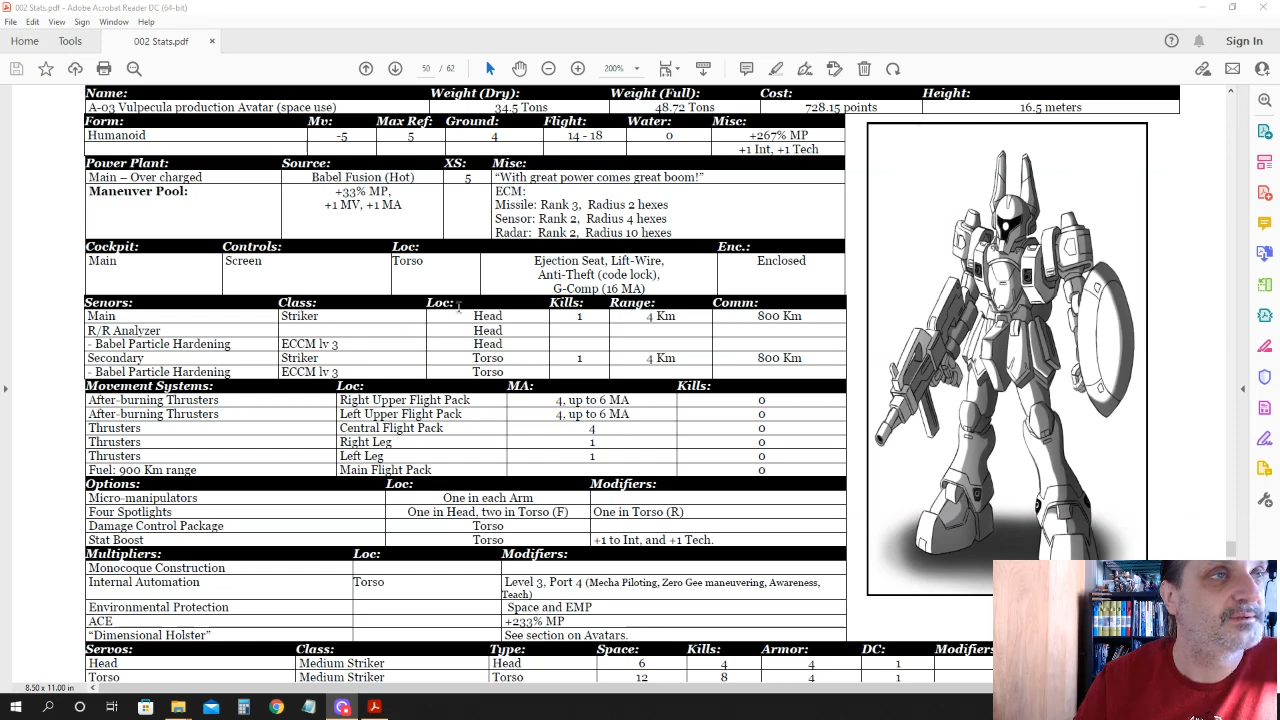 002 Stats.pdf - Adobe Acrobat Reader DC (64-bit)
File Edit View Sign Window Help
Home Tools 002 Stats.pdf × Sign In
50 / 62 200%
Name: Weight (Dry): Weight (Full): Cost: Height:
A-03 Vulpecula production Avatar (space use) 34.5 Tons 48.72 Tons 728.15 points 16.5 meters
Form: Mv: Max Ref: Ground: Flight: Water: Misc:
Humanoid -5 5 4 14 - 18 0 +267% MP
+1 Int, +1 Tech
Power Plant: Source: XS: Misc:
Main – Over charged Babel Fusion (Hot) 5 “With great power comes great boom!”
Maneuver Pool: +33% MP, ECM:
+1 MV, +1 MA Missile: Rank 3, Radius 2 hexes
Sensor: Rank 2, Radius 4 hexes
Radar: Rank 2, Radius 10 hexes
Cockpit: Controls: Loc: Enc.:
Main Screen Torso Ejection Seat, Lift-Wire, Enclosed
Anti-Theft (code lock),
G-Comp (16 MA)
Senors: Class: Loc: Kills: Range: Comm:
Main Striker Head 1 4 Km 800 Km
R/R Analyzer Head
- Babel Particle Hardening ECCM lv 3 Head
Secondary Striker Torso 1 4 Km 800 Km
- Babel Particle Hardening ECCM lv 3 Torso
Movement Systems: Loc: MA: Kills:
After-burning Thrusters Right Upper Flight Pack 4, up to 6 MA 0
After-burning Thrusters Left Upper Flight Pack 4, up to 6 MA 0
Thrusters Central Flight Pack 4 0
Thrusters Right Leg 1 0
Thrusters Left Leg 1 0
Fuel: 900 Km range Main Flight Pack 0
Options: Loc: Modifiers:
Micro-manipulators One in each Arm
Four Spotlights One in Head, two in Torso (F) One in Torso (R)
Damage Control Package Torso
Stat Boost Torso +1 to Int, and +1 Tech.
Multipliers: Loc: Modifiers:
Monocoque Construction
Internal Automation Torso Level 3, Port 4 (Mecha Piloting, Zero Gee maneuvering, Awareness,
Teach)
Environmental Protection Space and EMP
ACE +233% MP
“Dimensional Holster” See section on Avatars.
Servos: Class: Type: Space: Kills: Armor: DC: Modifiers
Head Medium Striker Head 6 4 4 1
Torso Medium Striker Torso 12 8 4 1
8.50 x 11.00 in